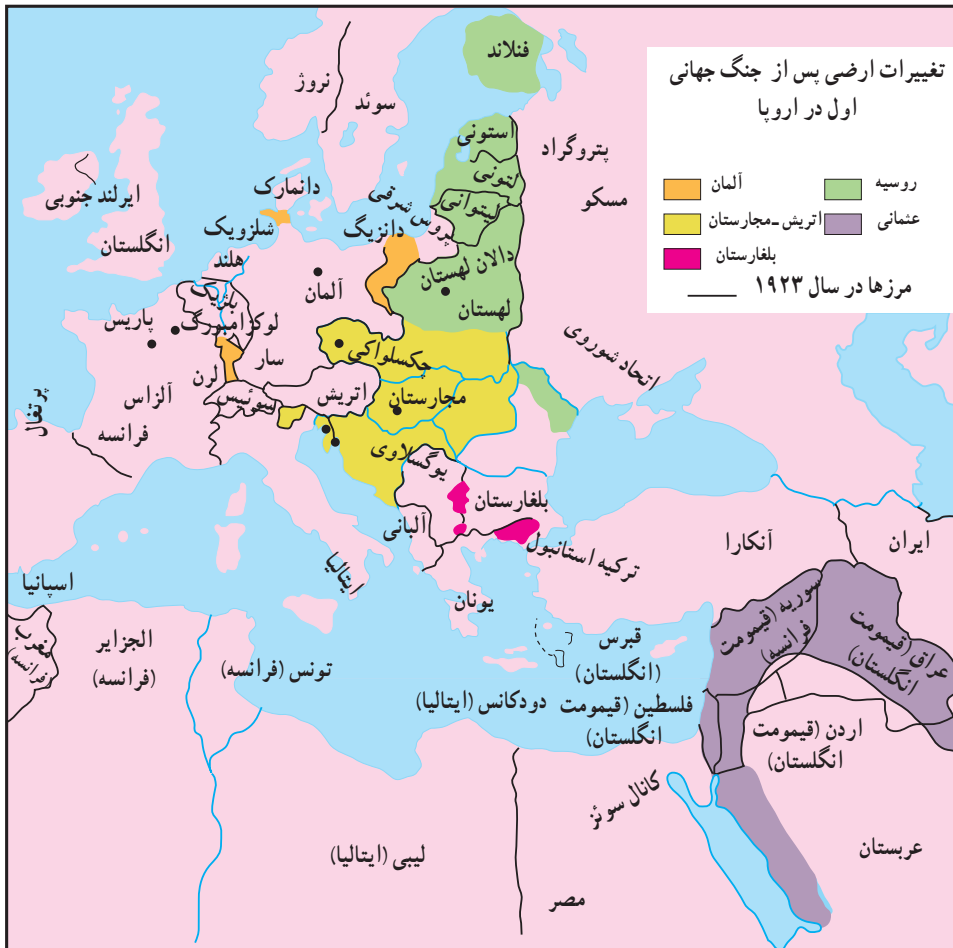 تغییرات ارضی پس از جنگ جهانی
اول در اروپا
روسیه
آلمان
عثمانی
اتریش-مجارستان
بلغارستان
مرزها در سال ۱۹۲۳
فنلاند
نروژ
سوئد
استونی
لتونی
لیتوانی
پتروگراد
مسکو
ایرلند جنوبی
انگلستان
دانمارک
شلزویک
هلند
پروس شرقی
دانزیگ
دالان لهستان
لهستان
آلمان
بلژیک
لوکزامبورگ
پاریس
سار
لرن
آلزاس
فرانسه
پرتغال
سوئیس
چکسلواکی
اتریش
مجارستان
اتحاد شوروی
یوگسلاوی
بلغارستان
آلبانی
ترکیه استانبول
آنکارا
ایران
ایتالیا
یونان
اسپانیا
مغرب
(فرانسه)
الجزایر
(فرانسه)
تونس (فرانسه)
قبرس
(انگلستان)
دودکانس (ایتالیا)
فلسطین (قیمومت
انگلستان)
سوریه (قیمومت
فرانسه)
عراق (قیمومت
انگلستان)
اردن (قیمومت
انگلستان)
کانال سوئز
عربستان
لیبی (ایتالیا)
مصر